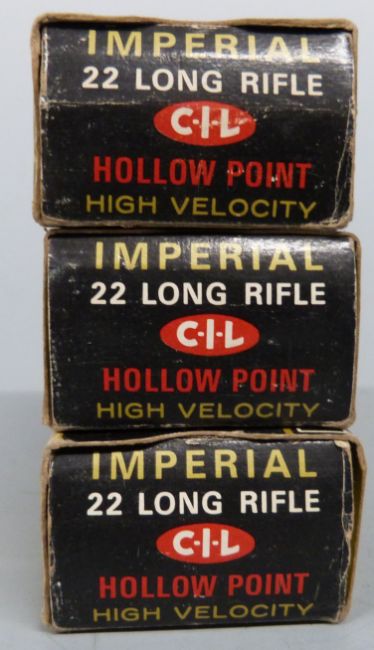 IMPERIAL
22 LONG RIFLE
C-I-L
HOLLOW POINT
HIGH VELOCITY
IMPERIAL
22 LONG RIFLE
C-I-L
HOLLOW POINT
HIGH VELOCITY
IMPERIAL
22 LONG RIFLE
C-I-L
HOLLOW POINT
HIGH VELOCITY